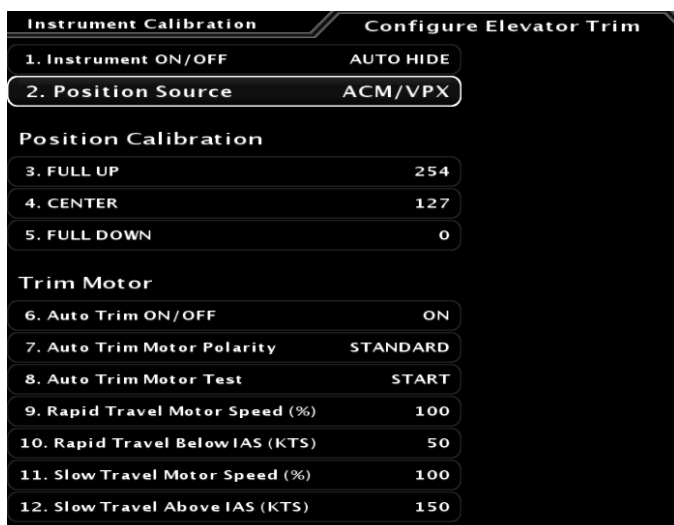 Instrument Calibration Configure Elevator Trim
1. Instrument ON/OFF AUTO HIDE
2. Position Source ACM/VPX
Position Calibration
3. FULL UP 254
4. CENTER 127
5. FULL DOWN 0
Trim Motor
6. Auto Trim ON/OFF ON
7. Auto Trim Motor Polarity STANDARD
8. Auto Trim Motor Test START
9. Rapid Travel Motor Speed (%) 100
10. Rapid Travel Below IAS (KTS) 50
11. Slow Travel Motor Speed (%) 100
12. Slow Travel Above IAS (KTS) 150